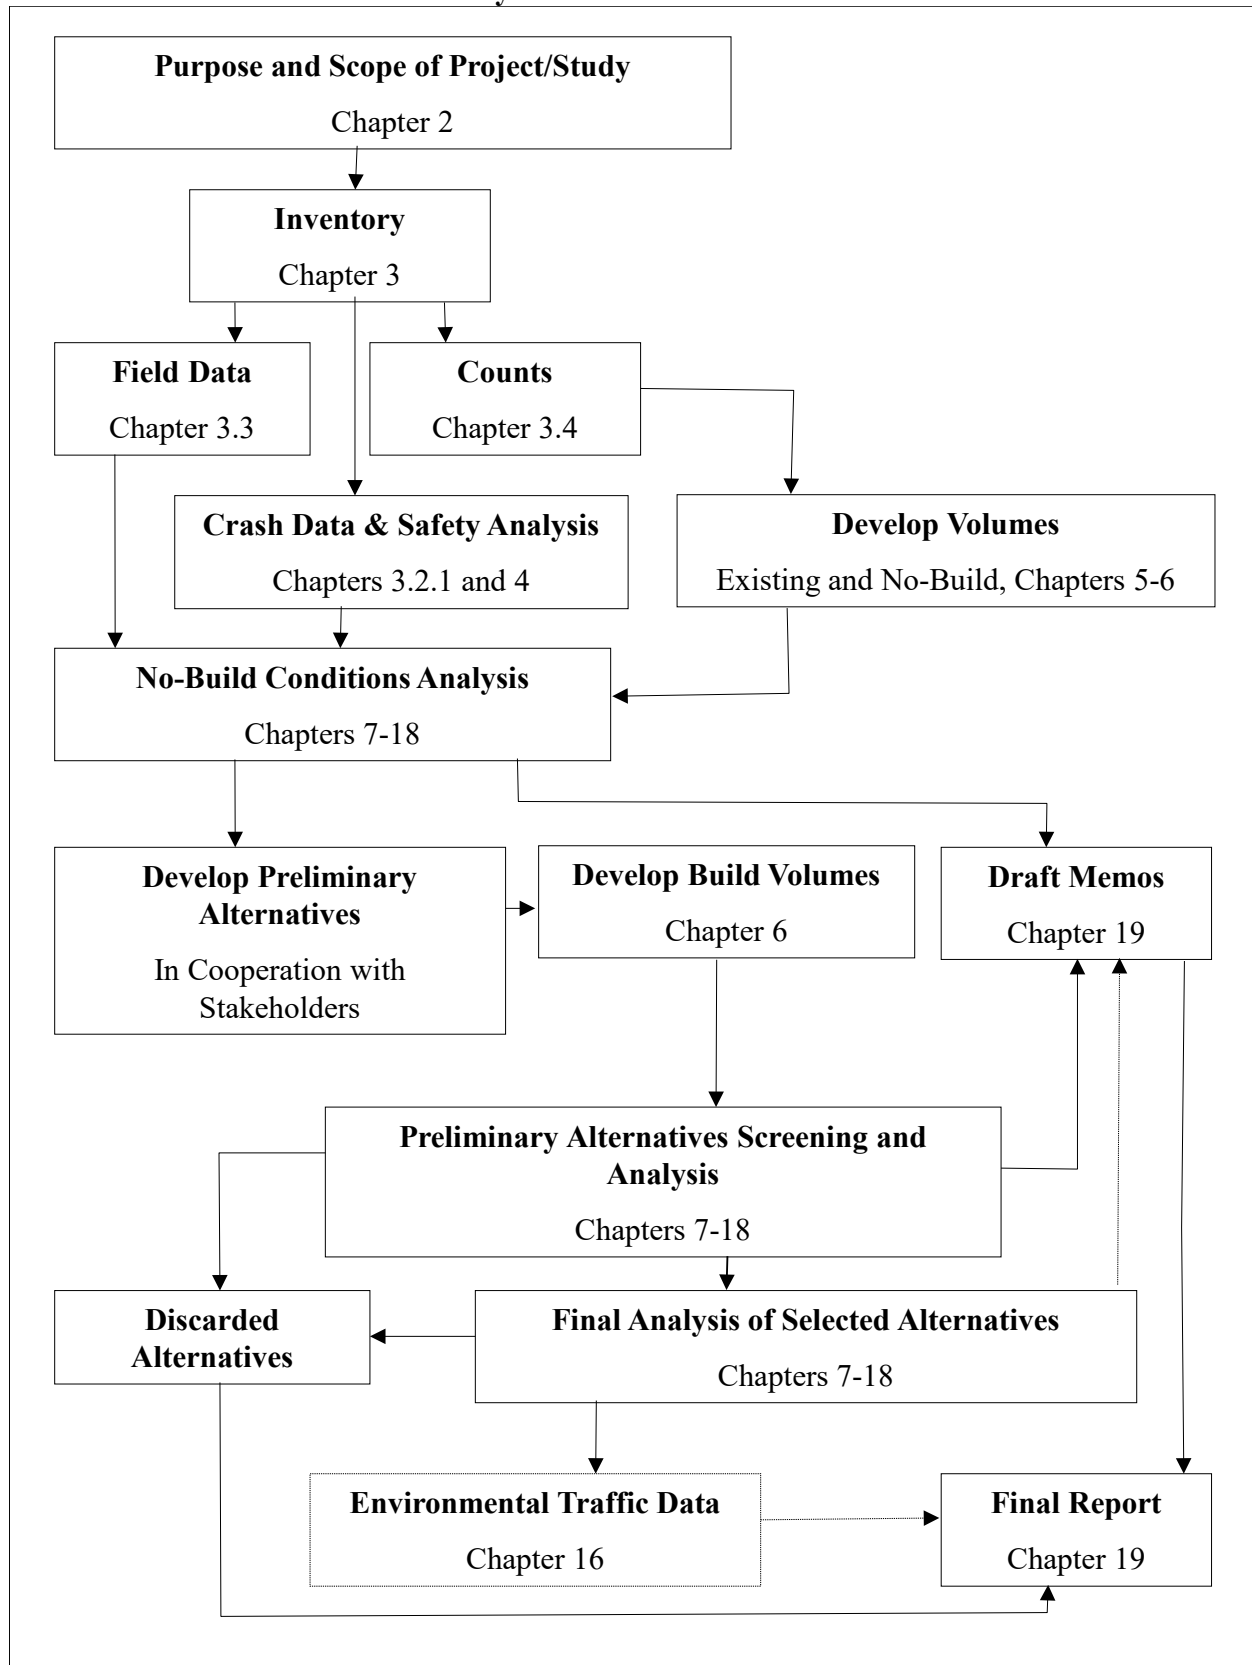 Purpose and Scope of Project/Study
Chapter 2
Inventory
Chapter 3
Field Data
Chapter 3.3
Counts
Chapter 3.4
Crash Data & Safety Analysis
Chapters 3.2.1 and 4
Develop Volumes
Existing and No-Build, Chapters 5-6
No-Build Conditions Analysis
Chapters 7-18
Develop Preliminary
Alternatives
In Cooperation with
Stakeholders
Develop Build Volumes
Chapter 6
Draft Memos
Chapter 19
Preliminary Alternatives Screening and
Analysis
Chapters 7-18
Discarded
Alternatives
Final Analysis of Selected Alternatives
Chapters 7-18
Environmental Traffic Data
Chapter 16
Final Report
Chapter 19